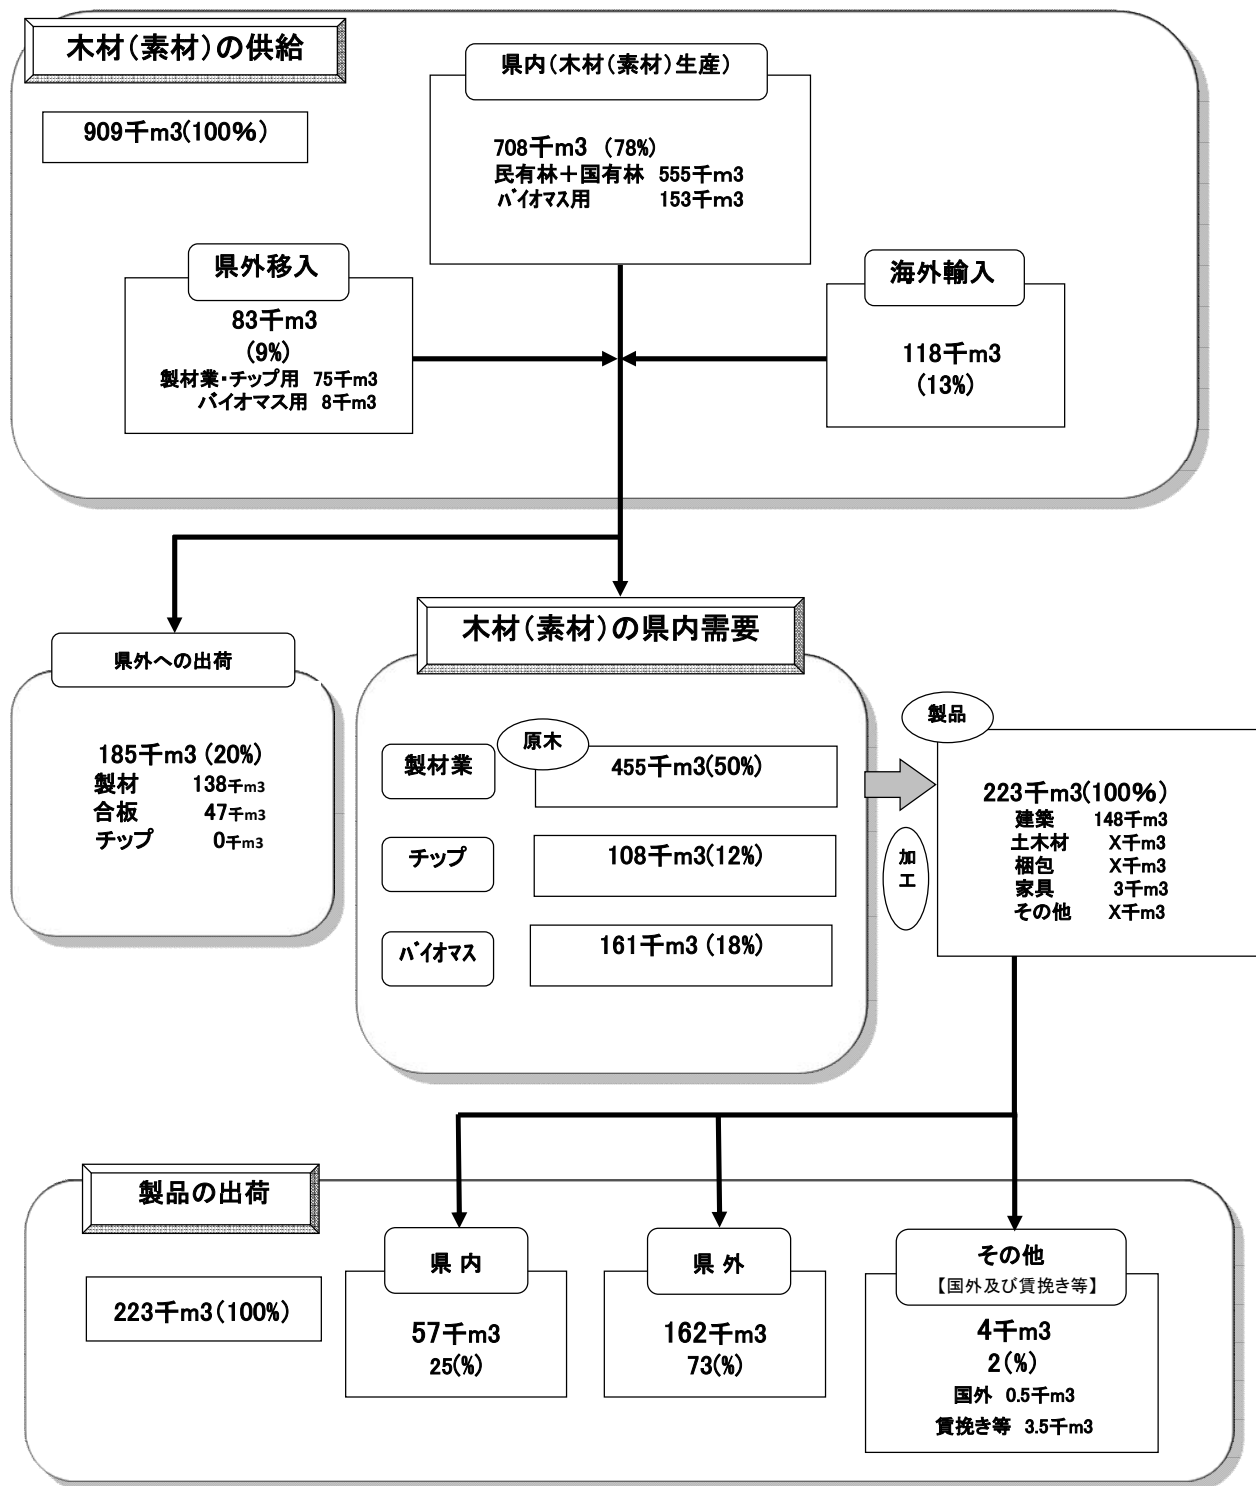 木材（素材）の供給
909千m3(100%)
県内（木材（素材）生産）
708千m3 (78%)
民有林＋国有林 555千m3
ﾊﾞｲｵﾏｽ用 153千m3
県外移入
83千m3
(9%)
製材業・チップ用 75千m3
バイオマス用 8千m3
海外輸入
118千m3
(13%)
県外への出荷
185千m3 (20%)
製材 138千m3
合板 47千m3
チップ 0千m3
木材（素材）の県内需要
原木
製材業
455千m3(50%)
チップ
108千m3(12%)
ﾊﾞｲｵﾏｽ
161千m3 (18%)
加工
製品
223千m3(100%)
建築 148千m3
土木材 X千m3
梱包 X千m3
家具 3千m3
その他 X千m3
製品の出荷
223千m3(100%)
県 内
57千m3
25(%)
県 外
162千m3
73(%)
その他
【国外及び賃挽き等】
4千m3
2(%)
国外 0.5千m3
賃挽き等 3.5千m3